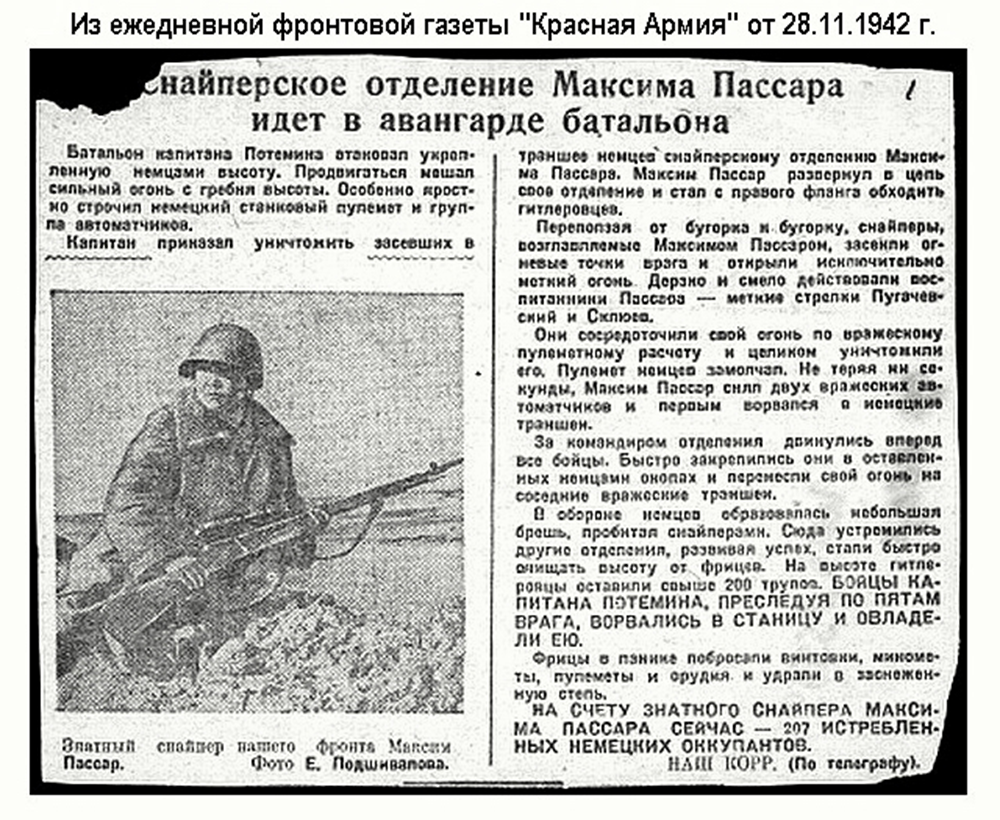 Из ежедневной фронтовой газеты "Красная Армия" от 28.11.1942 г.
Снайперское отделение Максима Пассара
идет в авангарде батальона
Батальон капитана Потемина атаковал укреп-
ленную немцами высоту. Продвигаться мешал
сильный огонь с гребня высоты. Особенно ярост-
но строчил немецкий станковый пулемет и груп-
па автоматчиков.
Капитан приказал уничтожить засевших в
траншее немцев снайперскому отделению Макси-
ма Пассара. Максим Пассар развернул в цепь
свое отделение и стал с правого фланга обходить
гитлеровцев.
Переползая от бугорка к бугорку, снайперы,
возглавляемые Максимом Пассаром, засекли ог-
невые точки врага и открыли исключительно
меткий огонь. Дерзко и смело действовали вос-
питанники Пассара — меткие стрелки Пугачев-
ский и Склюев.
Они сосредоточили свой огонь по вражескому
пулеметному расчету и целиком уничтожили
его. Пулемет немцев замолчал. Не теряя ни се-
кунды, Максим Пассар снял двух вражеских ав-
томатчиков и первым ворвался в немецкие
траншеи.
За командиром отделения двинулись вперед
все бойцы. Быстро закрепились они в оставлен-
ных немцами окопах и перенесли свой огонь на
соседние вражеские траншеи.
В обороне немцев образовалась небольшая
брешь, пробитая снайперами. Сюда устремились
другие отделения, развивая успех, стали быстро
очищать высоту от фрицев. На высоте гитле-
ровцы оставили свыше 200 трупов. БОЙЦЫ КА-
ПИТАНА ПОТЕМИНА, ПРЕСЛЕДУЯ ПО ПЯТАМ
ВРАГА, ВОРВАЛИСЬ В СТАНИЦУ И ОВЛАДЕ-
ЛИ ЕЮ.
Фрицы в панике побросали винтовки, миноме-
ты, пулеметы и орудия и удрали в заснежен-
ную степь.
НА СЧЕТУ ЗНАТНОГО СНАЙПЕРА МАКСИ-
МА ПАССАРА СЕЙЧАС — 207 ИСТРЕБЛЕН-
НЫХ НЕМЕЦКИХ ОККУПАНТОВ.
НАШ КОРР. (По телеграфу).
Знатный снайпер нашего фронта Максим
Пассар. Фото Е. Подшивалова.